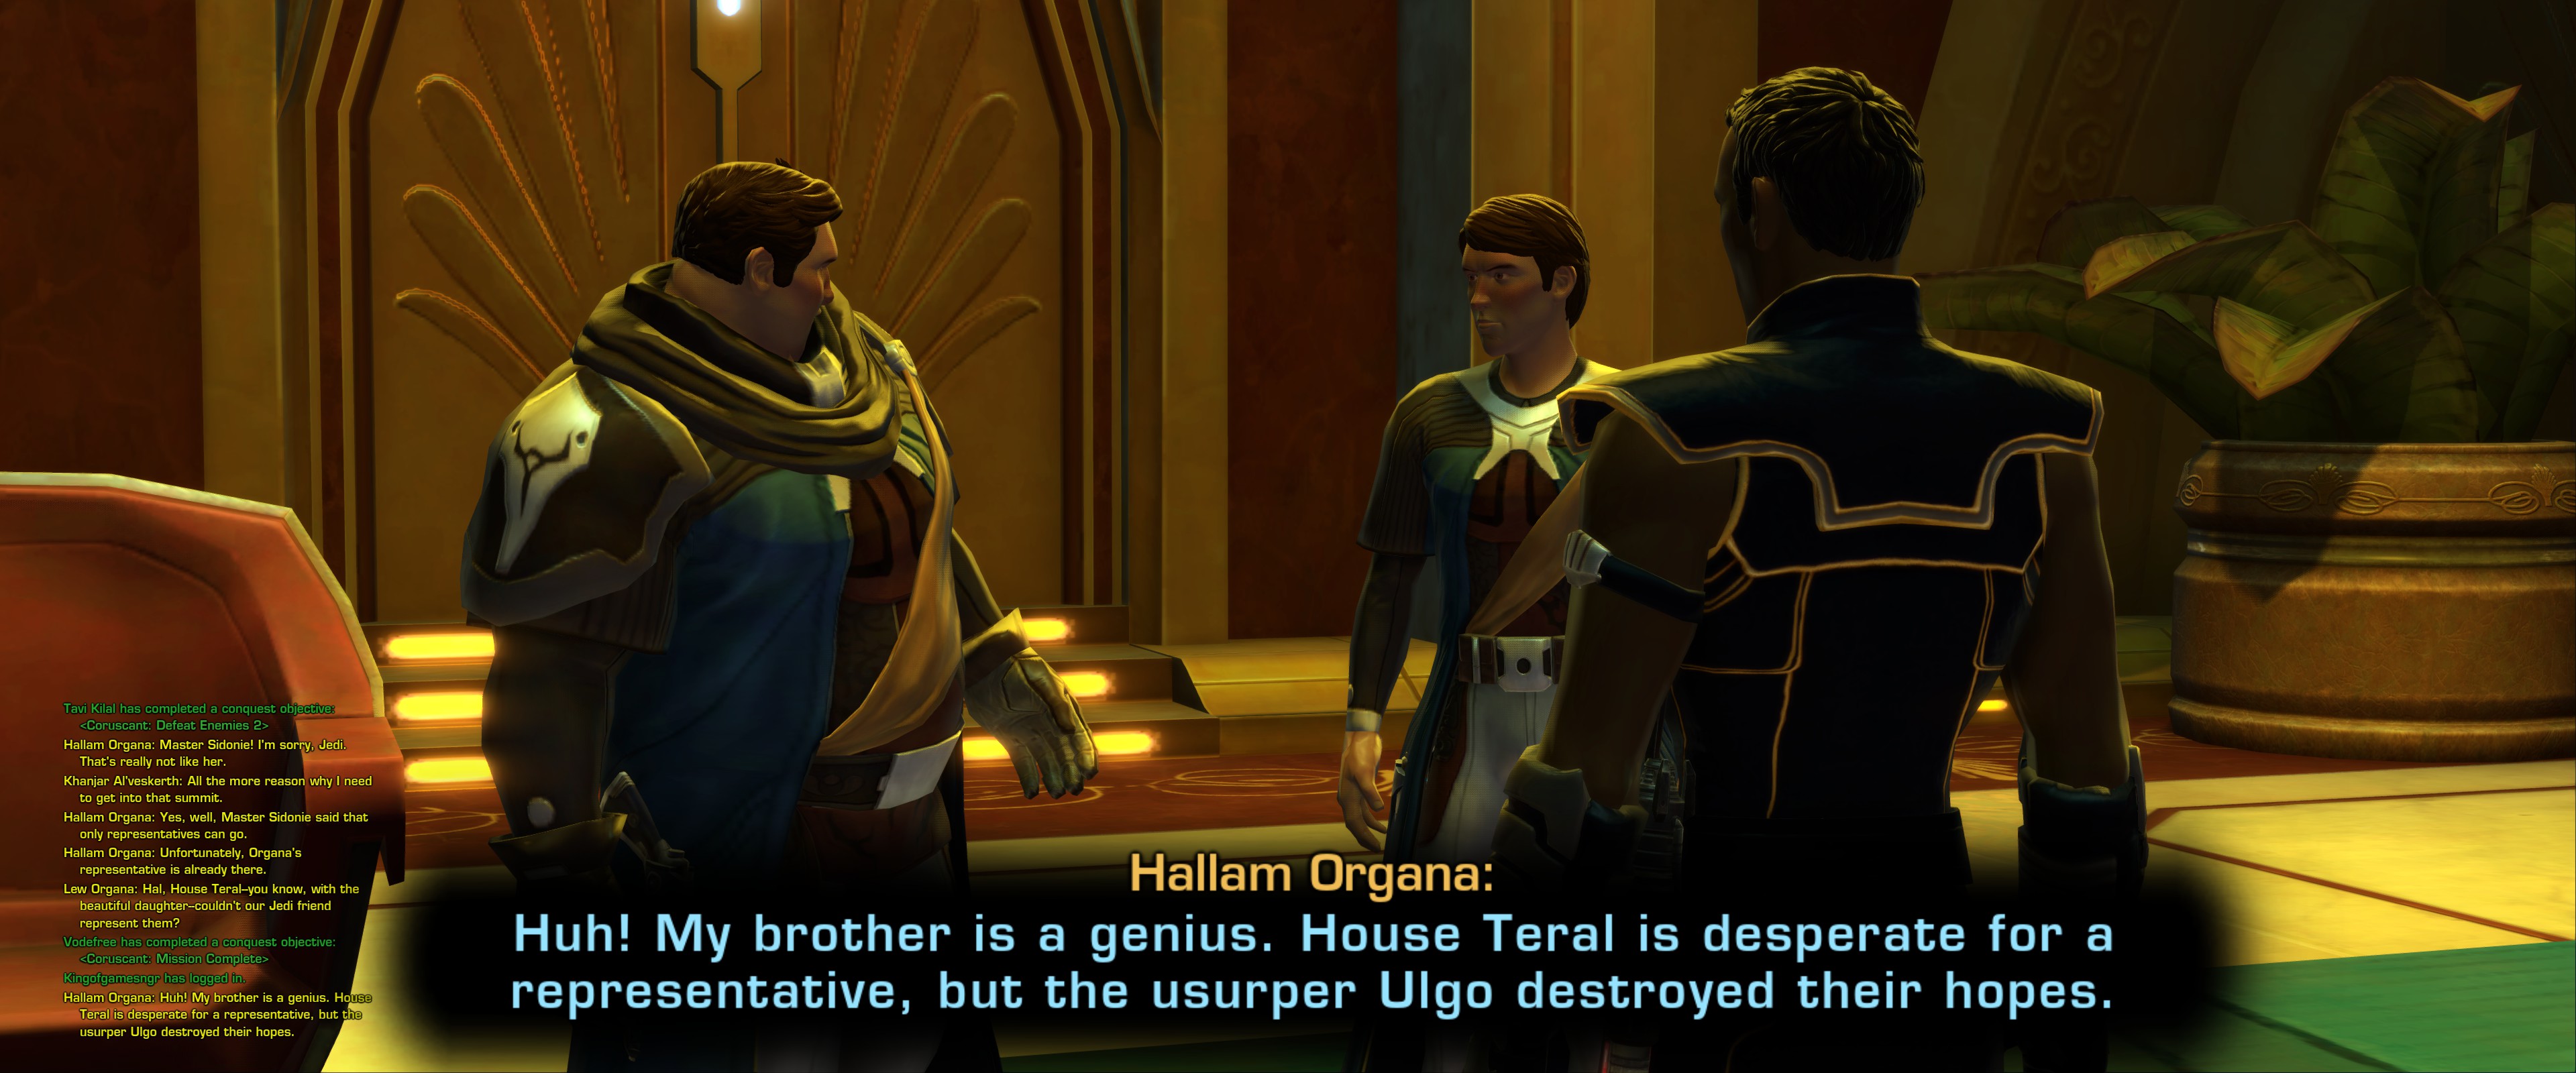 Tavi Kilal has completed a conquest objective:
<Coruscant: Defeat Enemies 2>
Hallam Organa: Master Sidonie! I'm sorry, Jedi.
That's really not like her.
Khanjar Al'veskerth: All the more reason why I need
to get into that summit.
Hallam Organa: Yes, well, Master Sidonie said that
only representatives can go.
Hallam Organa: Unfortunately, Organa's
representative is already there.
Lew Organa: Hal, House Teral–you know, with the
beautiful daughter–couldn't our Jedi friend
represent them?
Vodefree has completed a conquest objective:
<Coruscant: Mission Complete>
Kingofgamesngr has logged in.
Hallam Organa: Huh! My brother is a genius. House
Teral is desperate for a representative, but the
usurper Ulgo destroyed their hopes.
Hallam Organa:
Huh! My brother is a genius. House Teral is desperate for a
representative, but the usurper Ulgo destroyed their hopes.